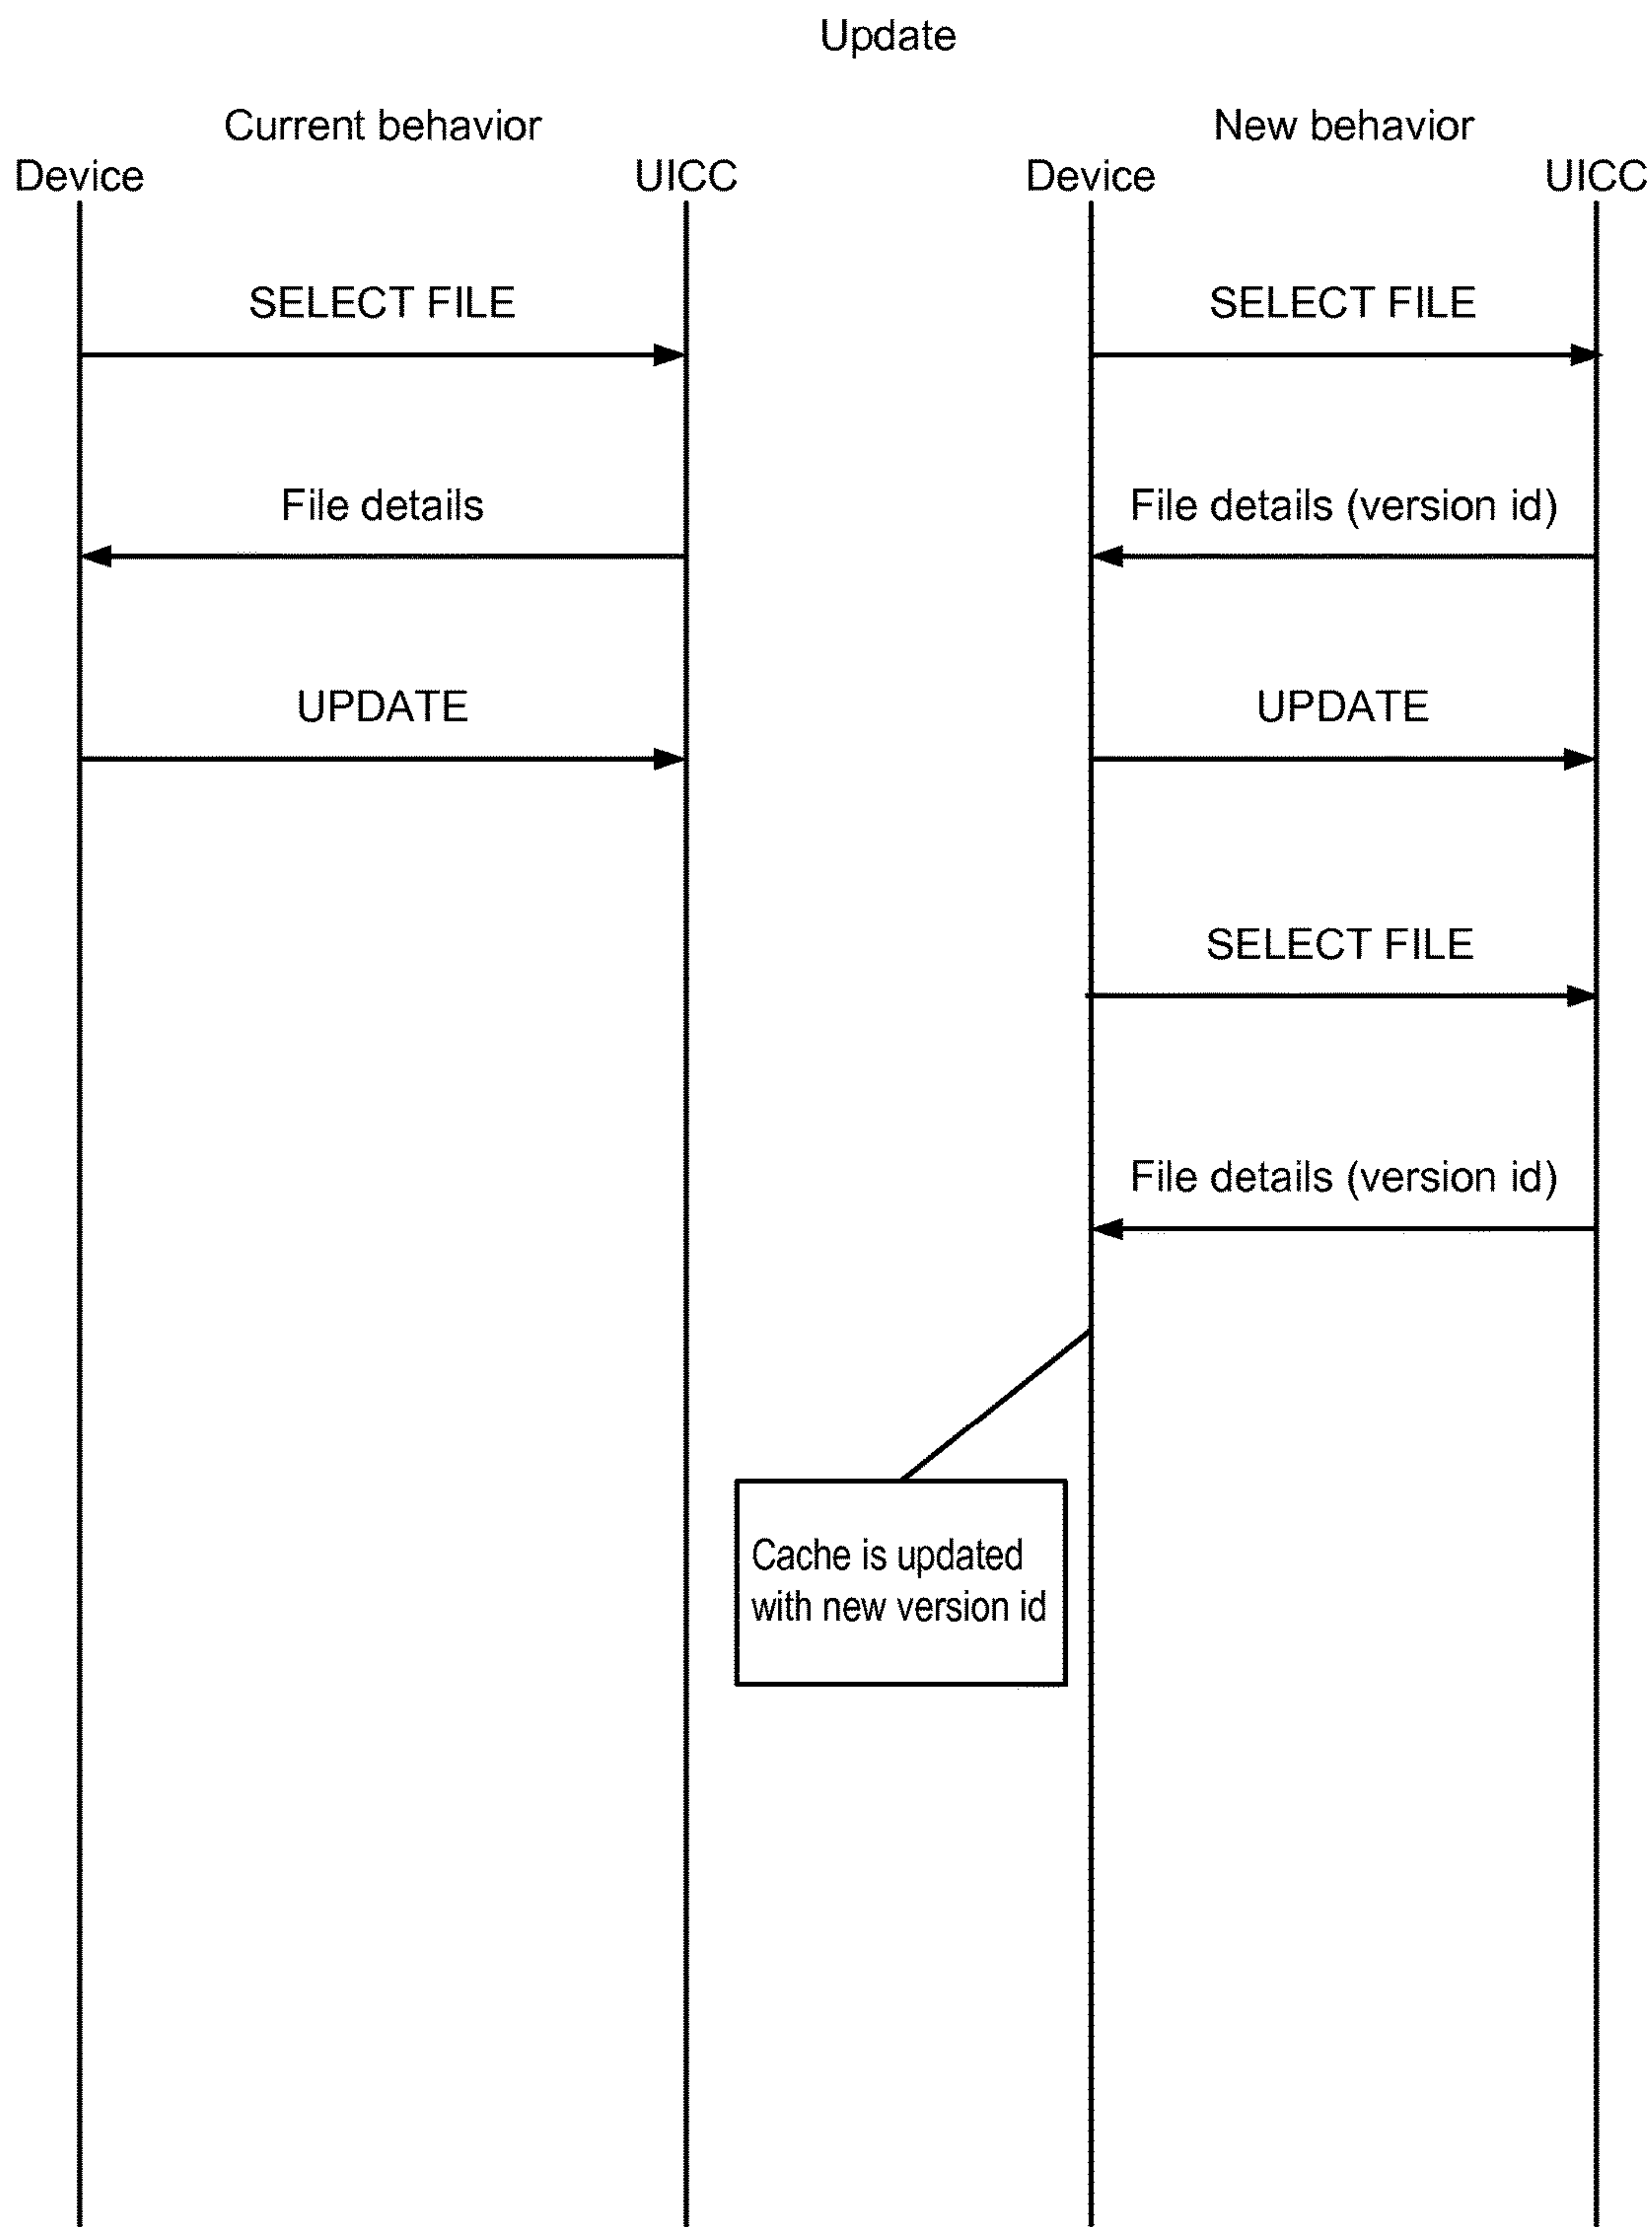 Update
Current behavior
New behavior
Device
UICC
Device
UICC
SELECT FILE
SELECT FILE
File details
File details (version id)
UPDATE
UPDATE
SELECT FILE
File details (version id)
Cache is updated
with new version id